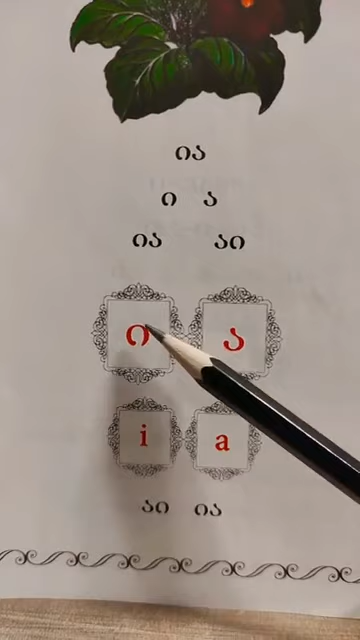 ია
ი ა
ია აი
ი ა
i a
აი ია